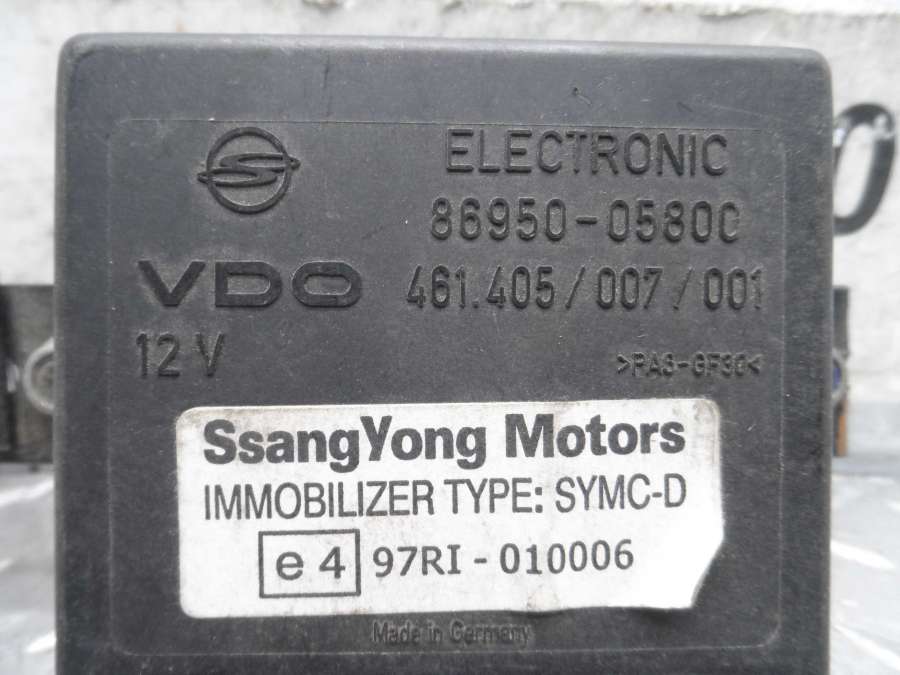 ELECTRONIC
86950-05800
VDO 461.405/007/001
12 V >PA6-GF30<
SsangYong Motors
IMMOBILIZER TYPE: SYMC-D
e 4 97RI - 010006
Made in Germany